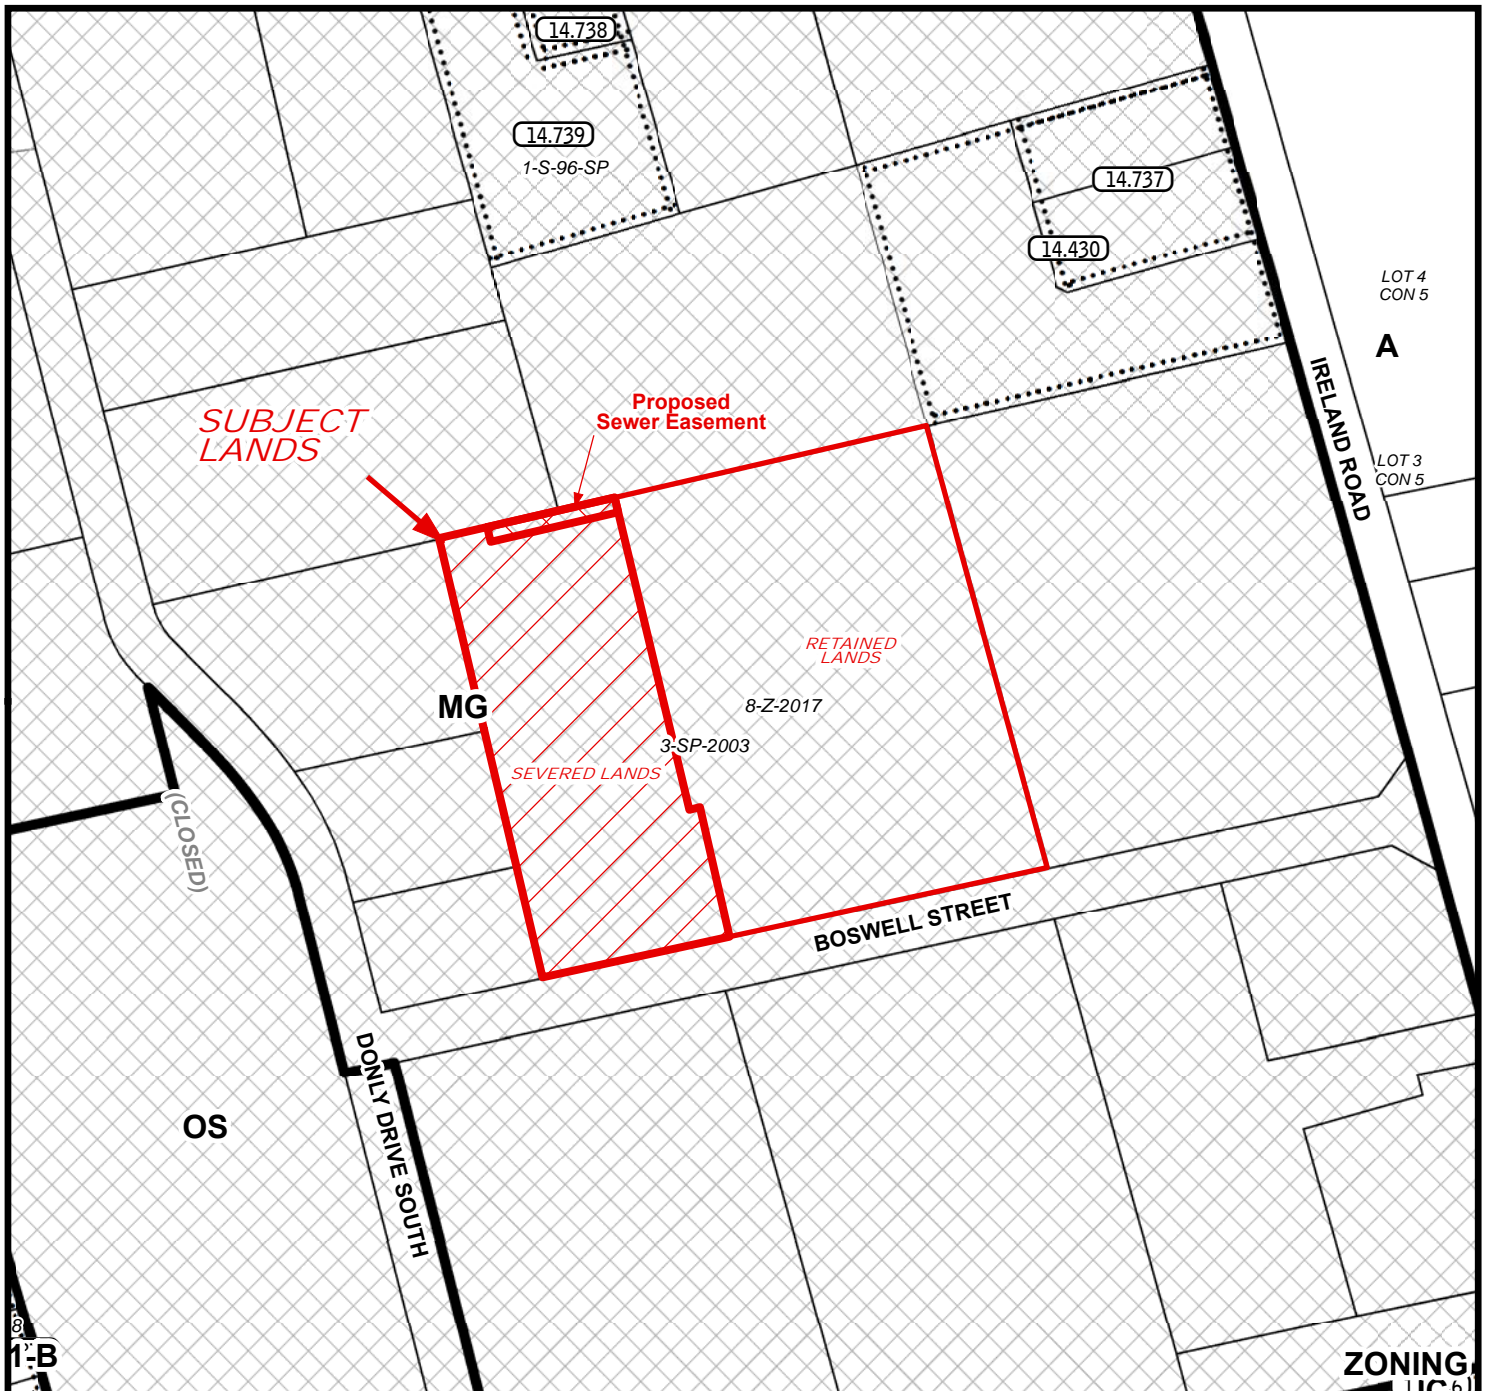 14.738
14.739
1-S-96-SP
14.737
14.430
LOT 4
CON 5
A
IRELAND ROAD
SUBJECT
LANDS
Proposed
Sewer Easement
LOT 3
CON 5
RETAINED
LANDS
MG
8-Z-2017
3-SP-2003
SEVERED LANDS
(CLOSED)
BOSWELL STREET
DONLY DRIVE SOUTH
OS
8
1-B
ZONING